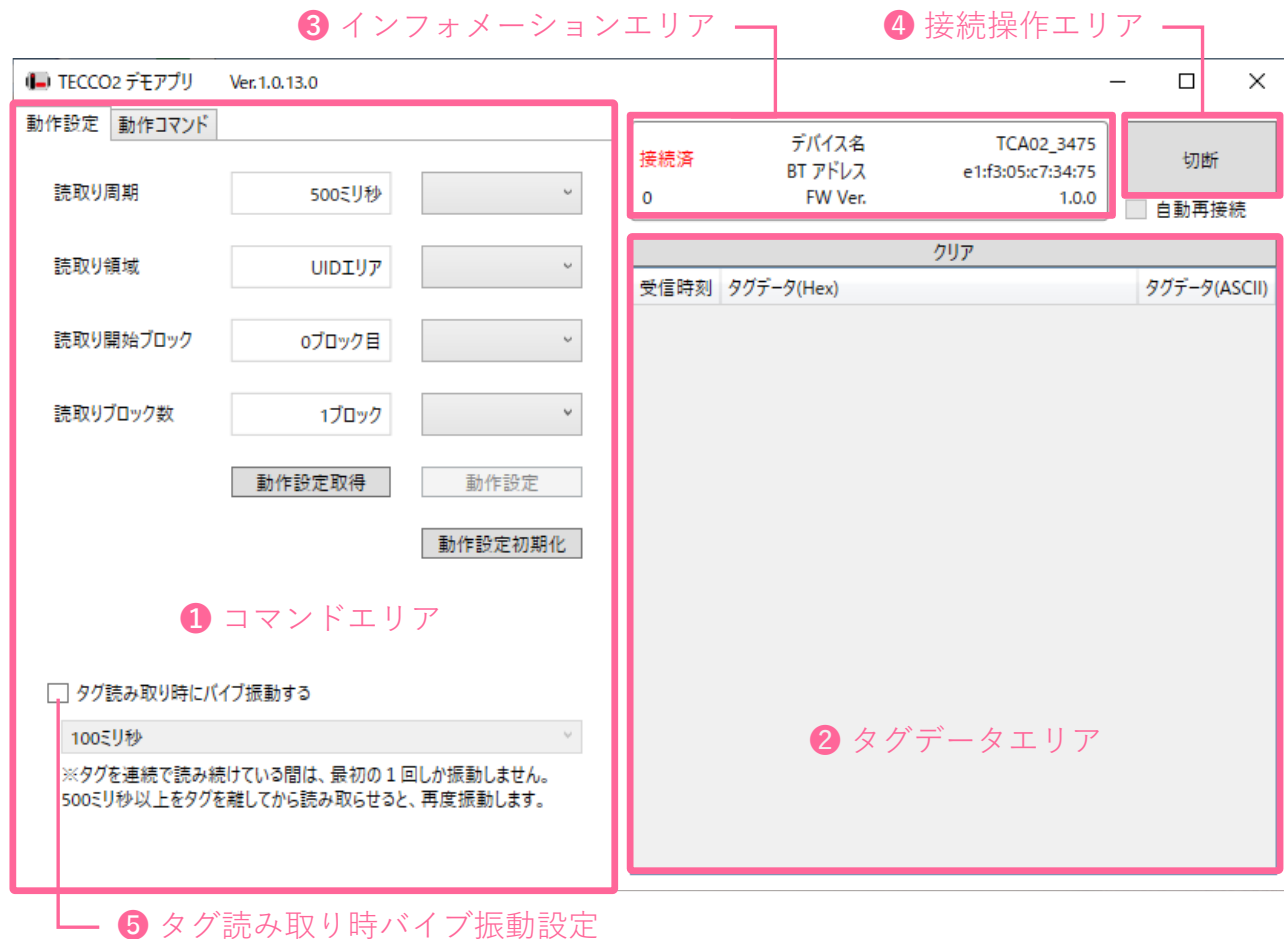 ❸ インフォメーションエリア
❹ 接続操作エリア
TECCO2 デモアプリ Ver.1.0.13.0
動作設定 動作コマンド
読取り周期 500ミリ秒
読取り領域 UIDエリア
読取り開始ブロック 0ブロック目
読取りブロック数 1ブロック
動作設定取得 動作設定
動作設定初期化
❶ コマンドエリア
タグ読み取り時にバイブ振動する
100ミリ秒
※タグを連続で読み続けている間は、最初の1回しか振動しません。
500ミリ秒以上をタグを離してから読み取らせると、再度振動します。
❺ タグ読み取り時バイブ振動設定
接続済 デバイス名 TCA02_3475
BT アドレス e1:f3:05:c7:34:75
0 FW Ver. 1.0.0
切断
自動再接続
クリア
受信時刻 タグデータ(Hex) タグデータ(ASCII)
❷ タグデータエリア